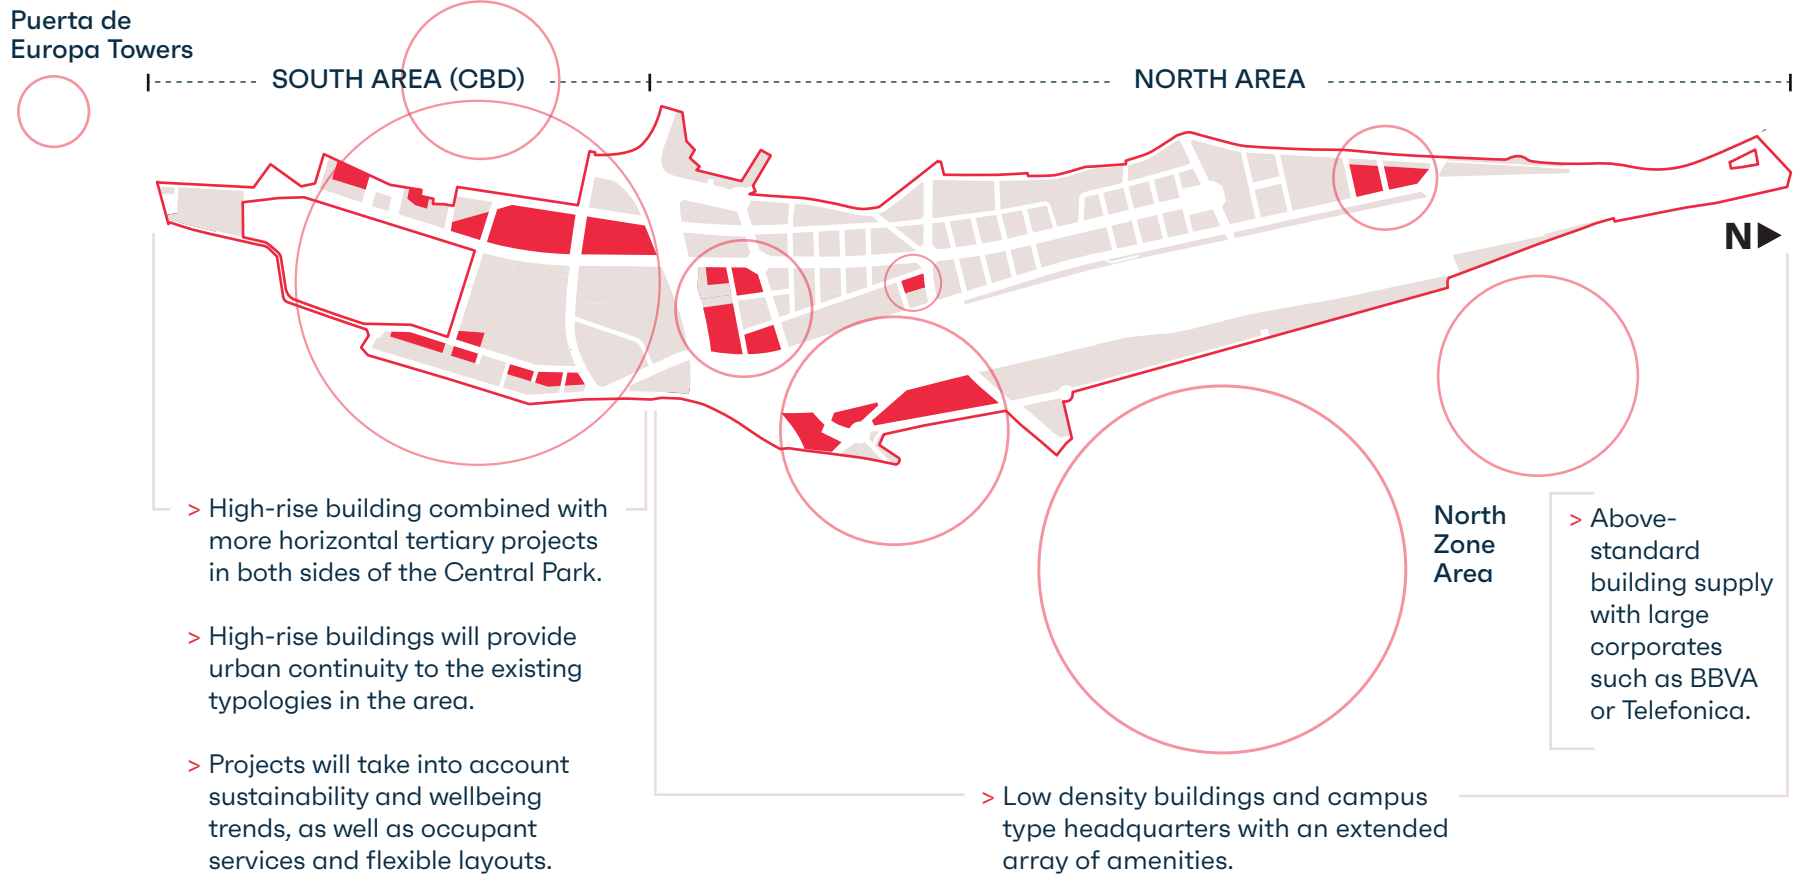 Puerta de
Europa Towers
SOUTH AREA (CBD)
NORTH AREA
N
> High-rise building combined with
more horizontal tertiary projects
in both sides of the Central Park.
> High-rise buildings will provide
urban continuity to the existing
typologies in the area.
> Projects will take into account
sustainability and wellbeing
trends, as well as occupant
services and flexible layouts.
> Low density buildings and campus
type headquarters with an extended
array of amenities.
North
Zone
Area
> Above-
standard
building supply
with large
corporates
such as BBVA
or Telefonica.